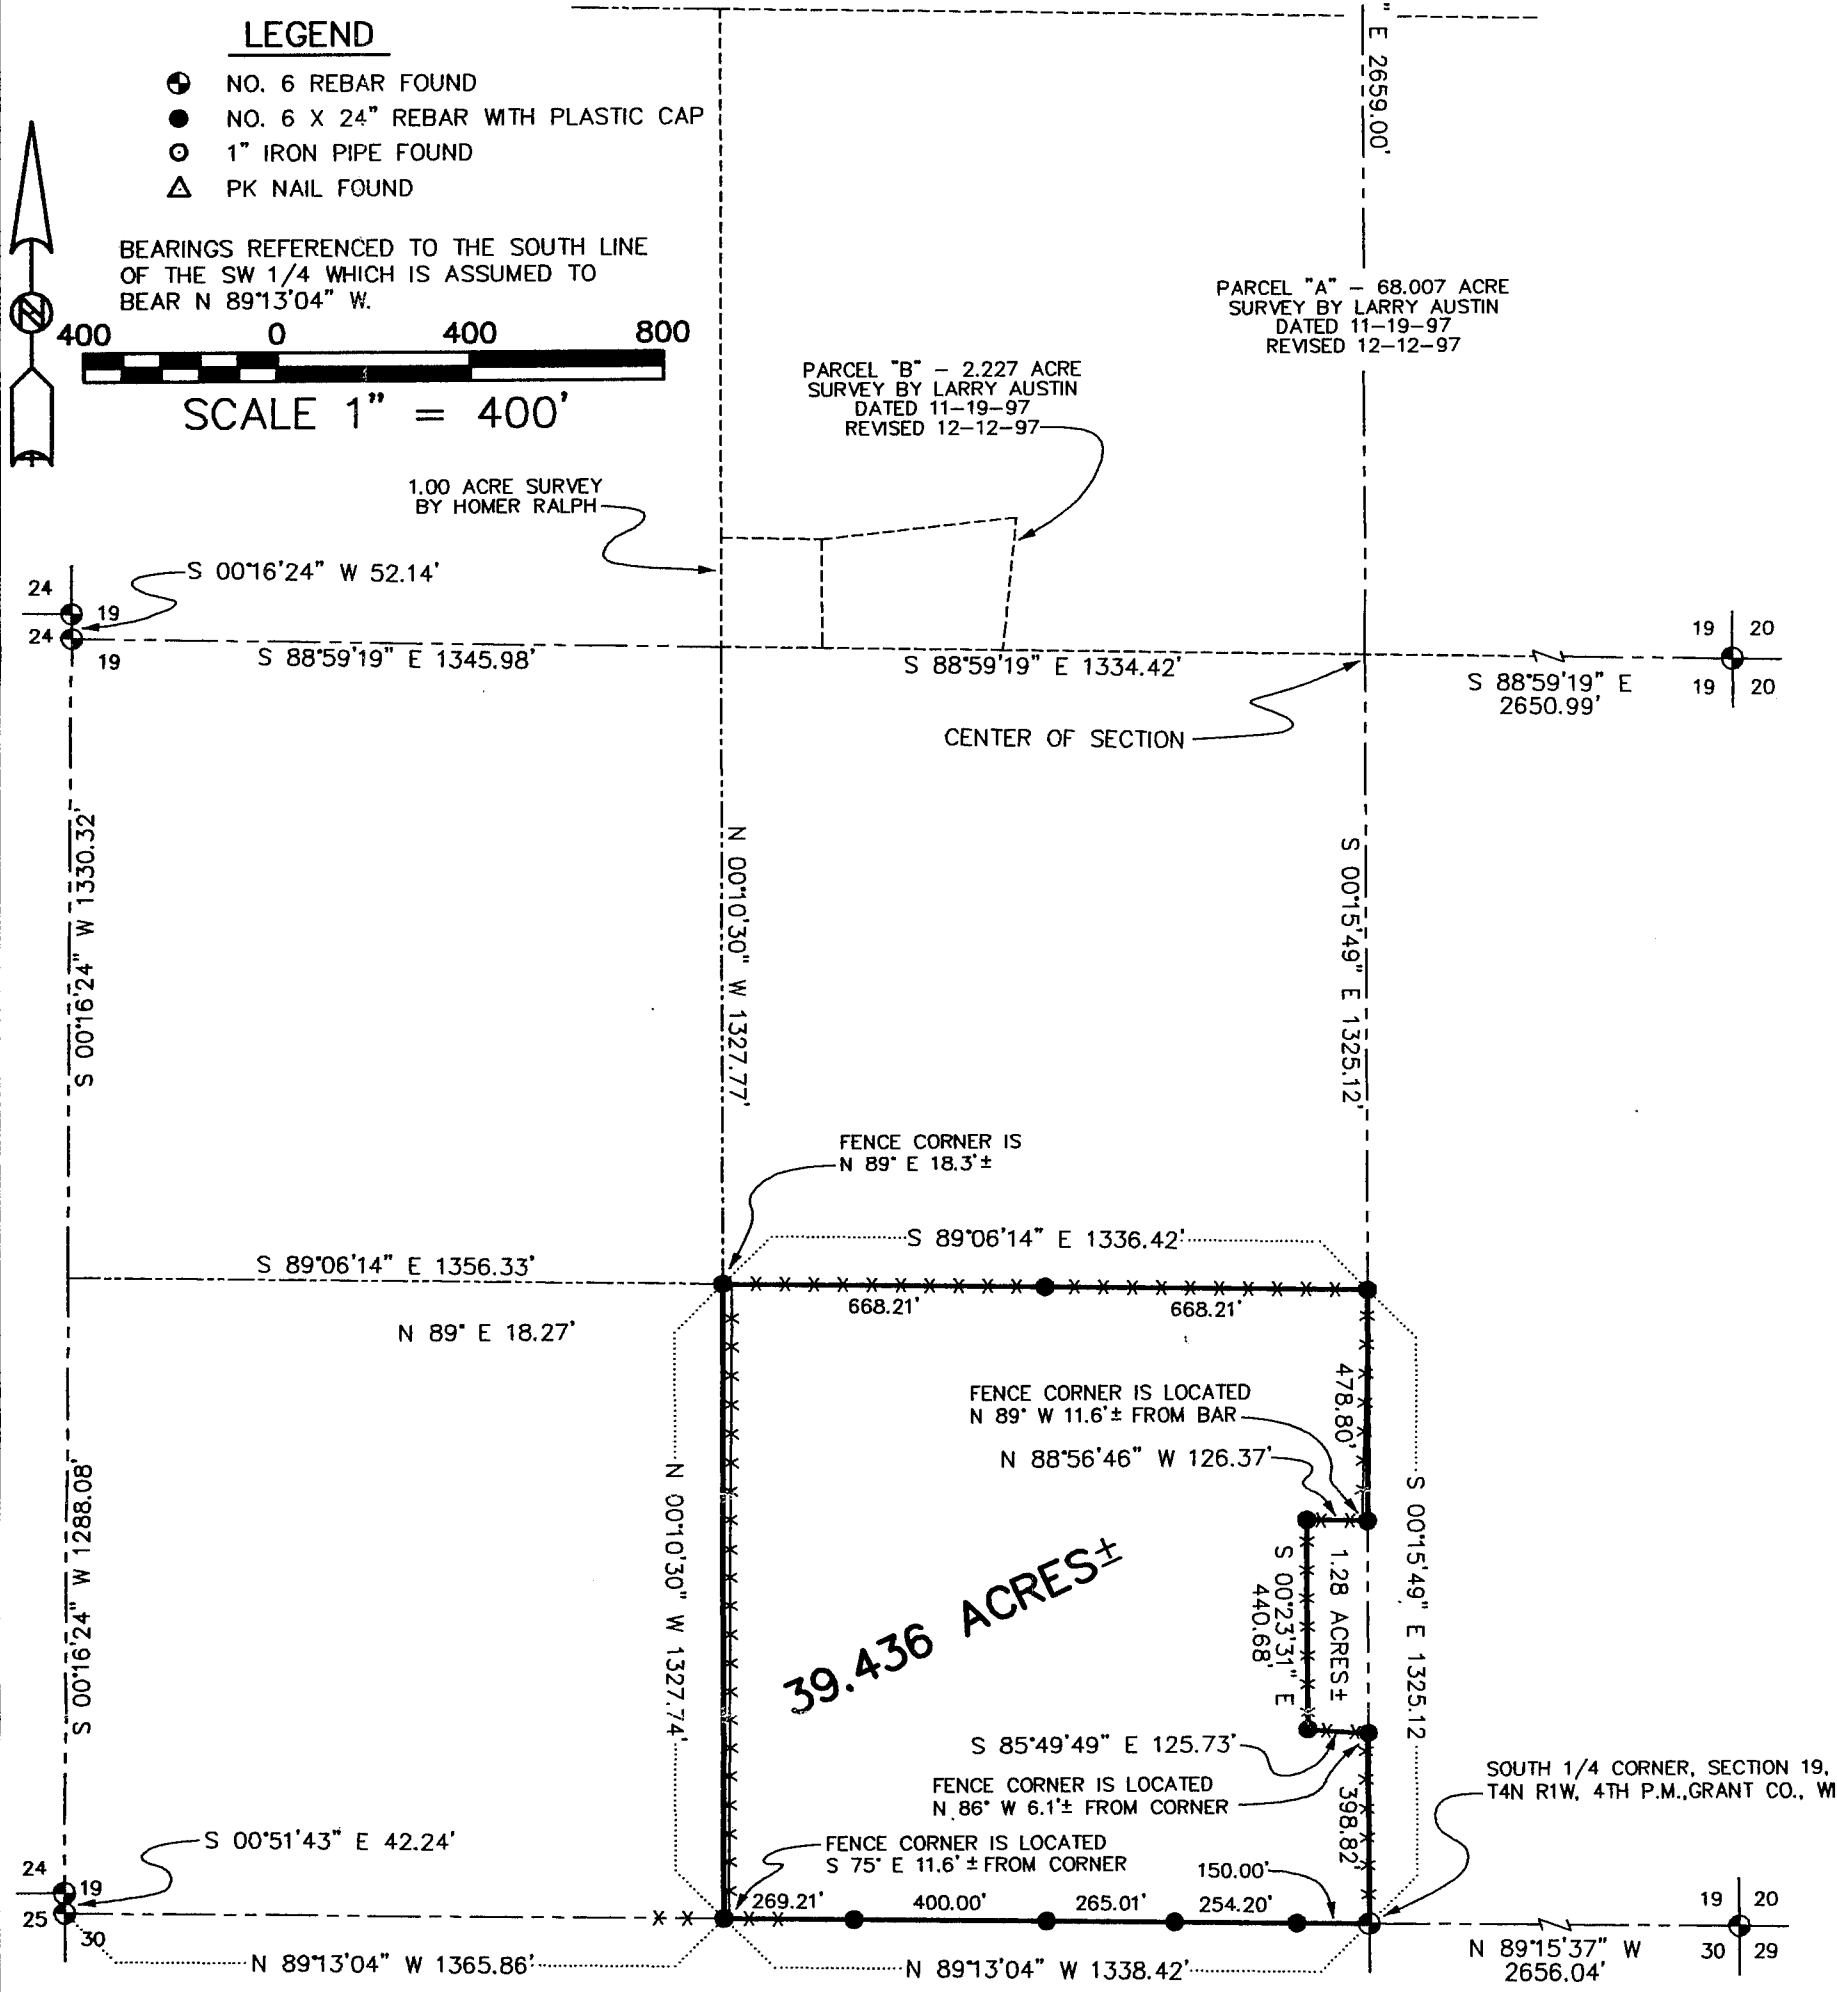 LEGEND
NO. 6 REBAR FOUND
NO. 6 X 24" REBAR WITH PLASTIC CAP
1" IRON PIPE FOUND
PK NAIL FOUND
BEARINGS REFERENCED TO THE SOUTH LINE
OF THE SW 1/4 WHICH IS ASSUMED TO
BEAR N 89°13'04" W.
N
400 0 400 800
SCALE 1" = 400'
" E 2659.00'
PARCEL "A" – 68.007 ACRE
SURVEY BY LARRY AUSTIN
DATED 11–19–97
REVISED 12–12–97
PARCEL "B" – 2.227 ACRE
SURVEY BY LARRY AUSTIN
DATED 11–19–97
REVISED 12–12–97
1.00 ACRE SURVEY
BY HOMER RALPH
S 00°16'24" W 52.14'
24
19
24
19
S 88°59'19" E 1345.98'
S 88°59'19" E 1334.42'
19 20
19 20
S 88°59'19" E
2650.99'
CENTER OF SECTION
S 00°16'24" W 1330.32'
N 00°10'30" W 1327.77'
S 00°15'49" E 1325.12'
FENCE CORNER IS
N 89° E 18.3'±
S 89°06'14" E 1356.33'
S 89°06'14" E 1336.42'
668.21'
668.21'
N 89° E 18.27'
478.80'
FENCE CORNER IS LOCATED
N 89° W 11.6'± FROM BAR
N 88°56'46" W 126.37'
S 00°16'24" W 1288.08'
N 00°10'30" W 1327.74'
39.436 ACRES±
S 00°23'31" E
440.68'
1.28 ACRES±
S 00°15'49" E 1325.12
S 85°49'49" E 125.73'
FENCE CORNER IS LOCATED
N 86° W 6.1'± FROM CORNER
398.82'
SOUTH 1/4 CORNER, SECTION 19,
T4N R1W, 4TH P.M.,GRANT CO., WI
S 00°51'43" E 42.24'
FENCE CORNER IS LOCATED
S 75° E 11.6' ± FROM CORNER
24
19
25
30
269.21'
400.00'
265.01'
254.20'
150.00'
19 20
30 29
N 89°15'37" W
2656.04'
N 89°13'04" W 1365.86'
N 89°13'04" W 1338.42'